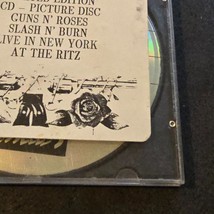 CD - PICTURE DISC
GUNS N' ROSES
SLASH N' BURN
LIVE IN NEW YORK
AT THE RITZ